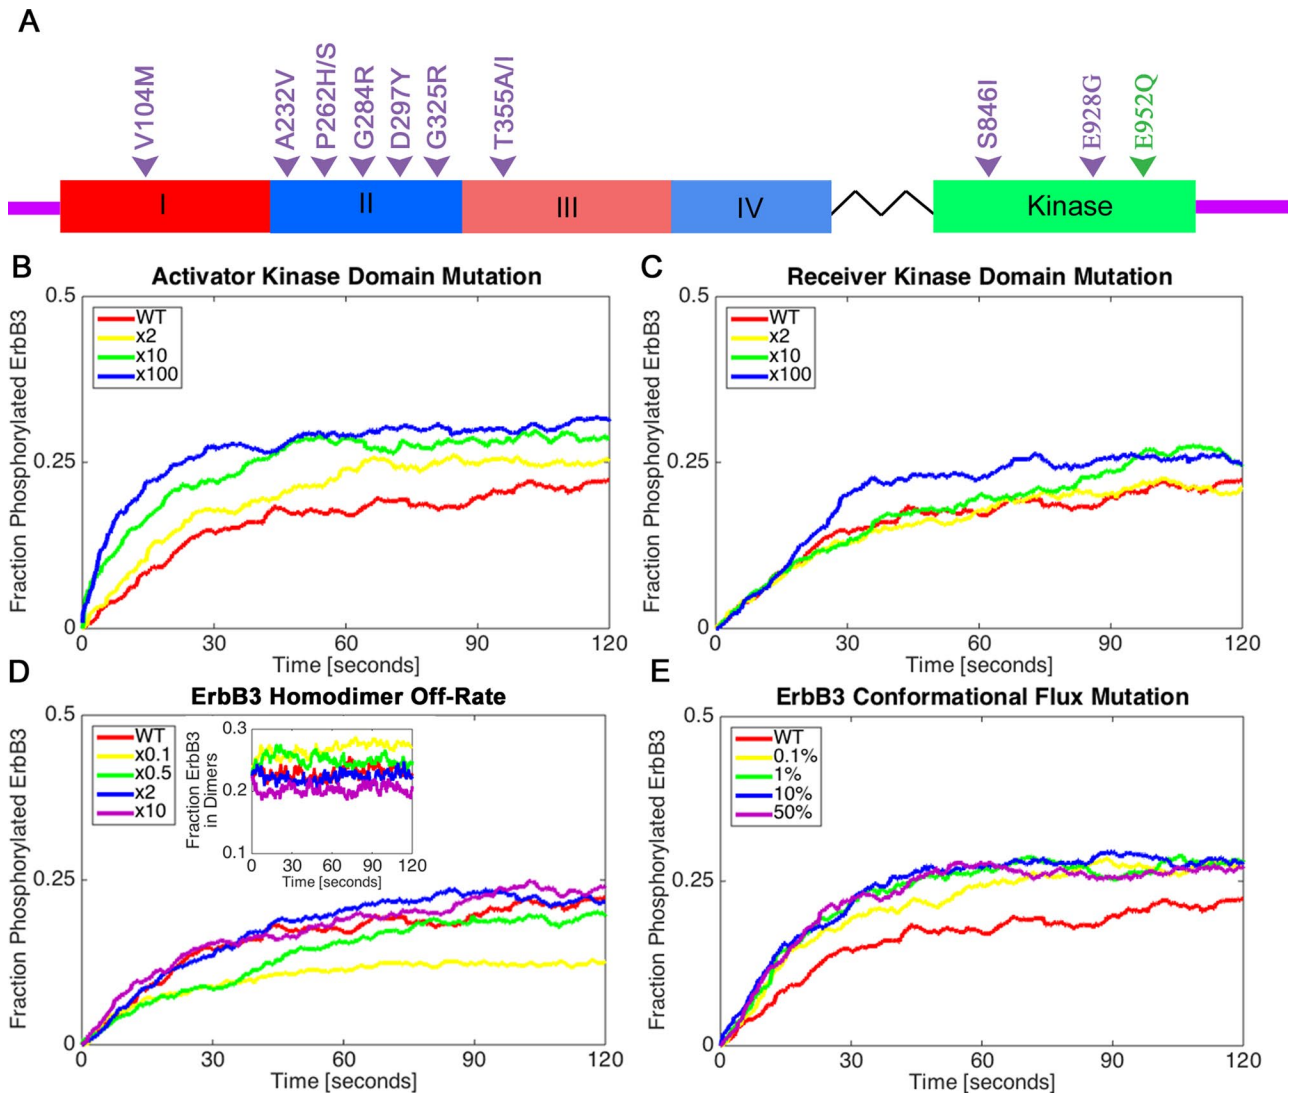 A
V104M
A232V
P262H/S
G284R
D297Y
G325R
T355A/I
S846I
E928G
E952Q
I
II
III
IV
Kinase
B
Activator Kinase Domain Mutation
Fraction Phosphorylated ErbB3
0.5
0.25
0
WT
x2
x10
x100
0 30 60 90 120
Time [seconds]
C
Receiver Kinase Domain Mutation
Fraction Phosphorylated ErbB3
0.5
0.25
0
WT
x2
x10
x100
0 30 60 90 120
Time [seconds]
D
ErbB3 Homodimer Off-Rate
Fraction Phosphorylated ErbB3
0.5
0.25
0
WT
x0.1
x0.5
x2
x10
Fraction ErbB3
in Dimers
0.3
0.2
0.1
0 30 60 90 120
Time [seconds]
0 30 60 90 120
Time [seconds]
E
ErbB3 Conformational Flux Mutation
Fraction Phosphorylated ErbB3
0.5
0.25
0
WT
0.1%
1%
10%
50%
0 30 60 90 120
Time [seconds]